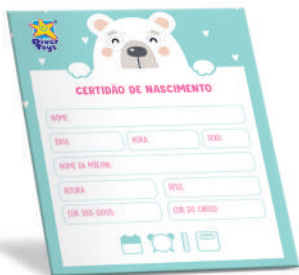 Diver
Toys
CERTIDÃO DE NASCIMENTO
NOME:
DATA: HORA: SEXO:
NOME DA MÃE/PAI:
ALTURA: PESO:
COR DOS OLHOS: COR DO CABELO: